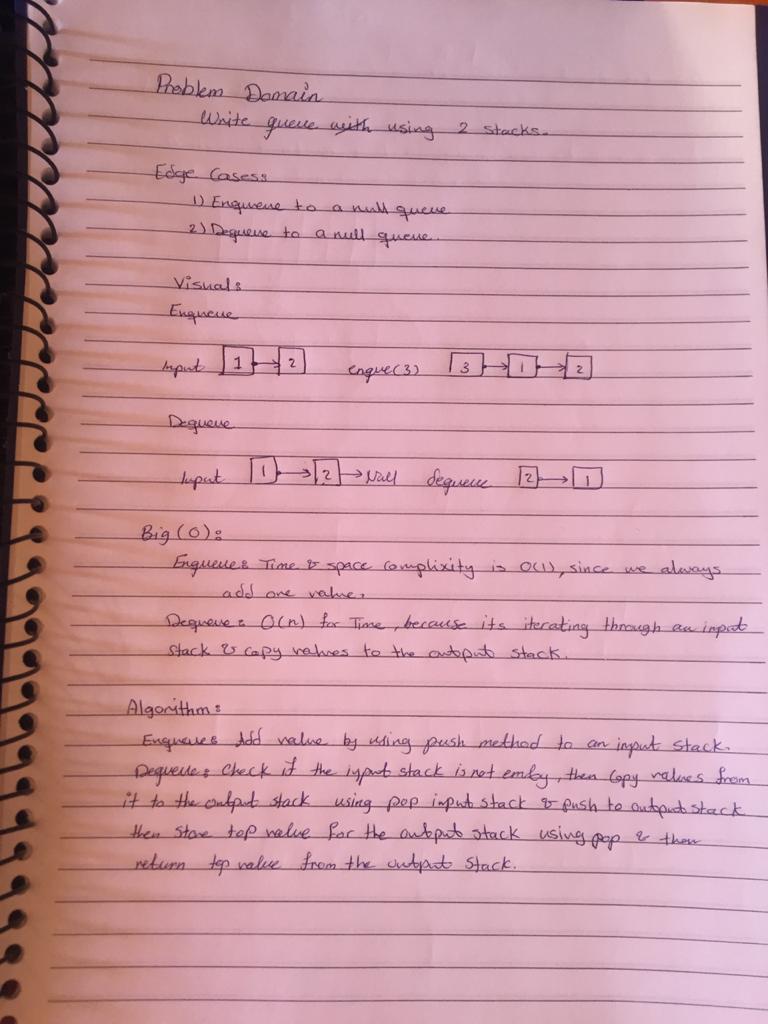 Problem Domain
Write queue with using 2 stacks.
Edge Cases:
1) Enqueue to a null queue
2) Dequeue to a null queue.
Visual:
Enqueue
Input 1 → 2 enque(3) 3 → 1 → 2
Dequeue
Input 1 → 2 → Null dequeue 2 → 1
Big (O):
Enqueue: Time & space complixity is O(1), since we always
add one value.
Dequeue: O(n) for Time, because its iterating through an input
stack & copy values to the output stack.
Algorithm:
Enqueue: Add value by using push method to an input stack.
Dequeue: Check if the input stack is not emby, then copy values from
it to the output stack using pop input stack & push to output stack
then store top value for the output stack using pop & then
return top value from the output stack.